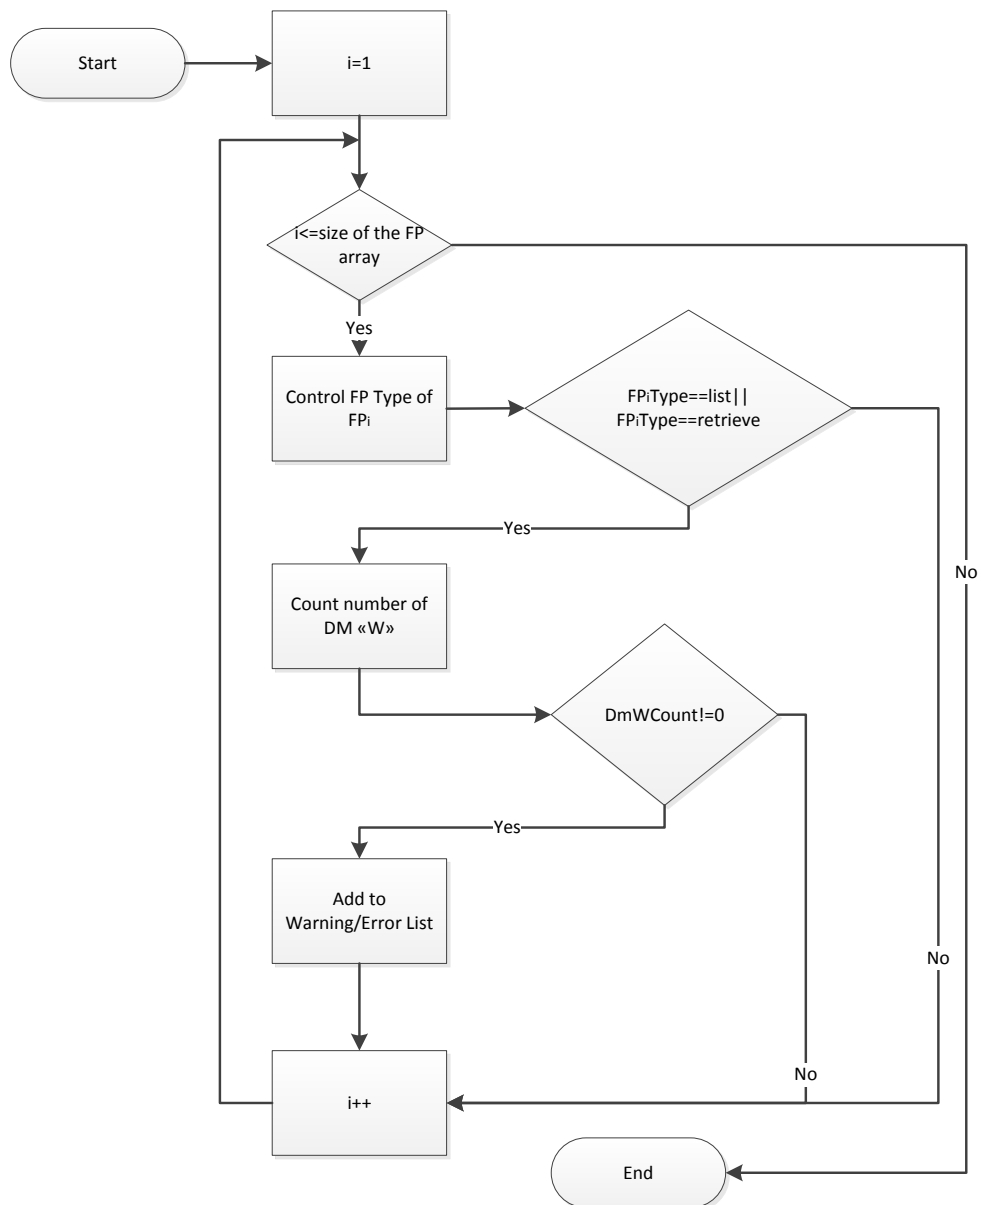 Start
i=1
i<=size of the FP
array
Yes
Control FP Type of
FPi
FPiType==list||
FPiType==retrieve
Yes
No
Count number of
DM «W»
DmWCount!=0
Yes
Add to
Warning/Error List
No
No
i++
End